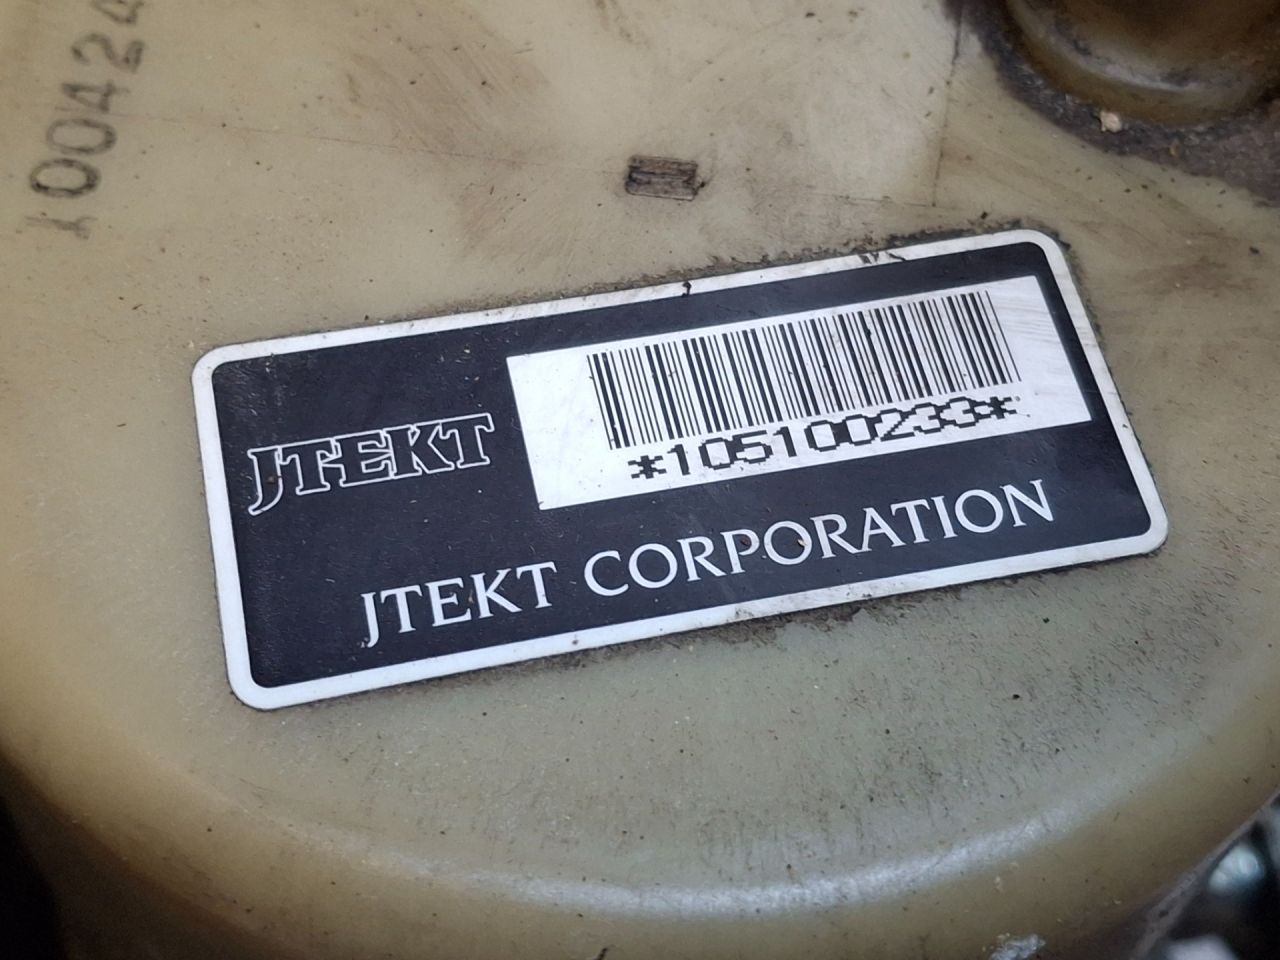 100424
JTEKT
*105100233*
JTEKT CORPORATION